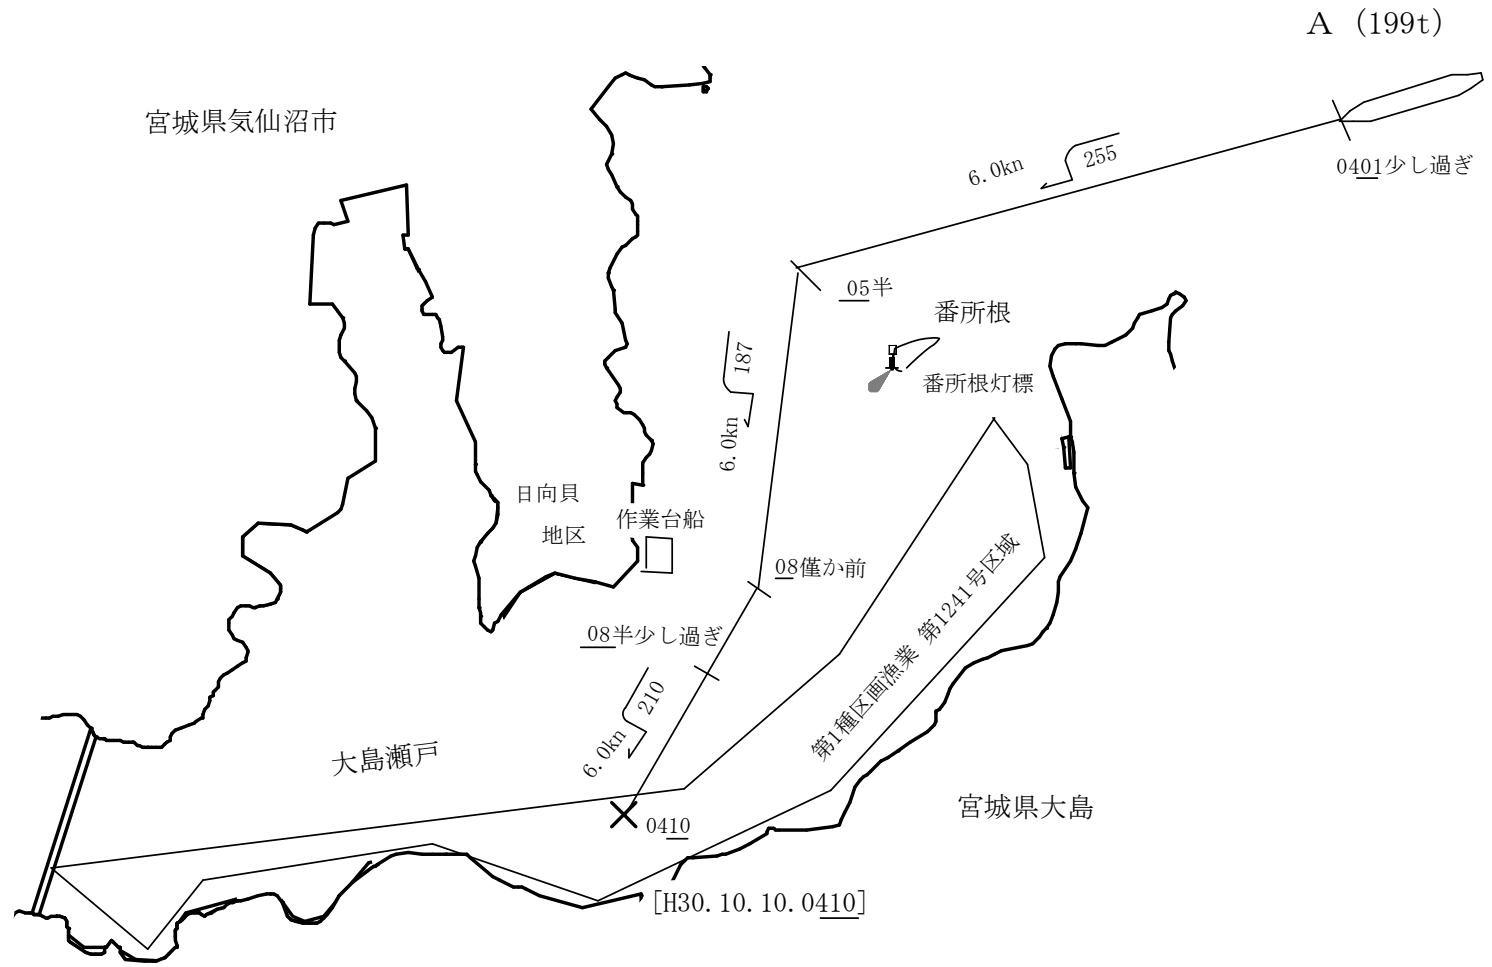 A (199t)
宮城県気仙沼市
0401少し過ぎ
255
6.0kn
05半
番所根
187
6.0kn
番所根灯標
日向貝
地区
作業台船
08僅か前
第1種区画漁業 第1241号区域
08半少し過ぎ
210
6.0kn
大島瀬戸
宮城県大島
0410
[H30.10.10.0410]